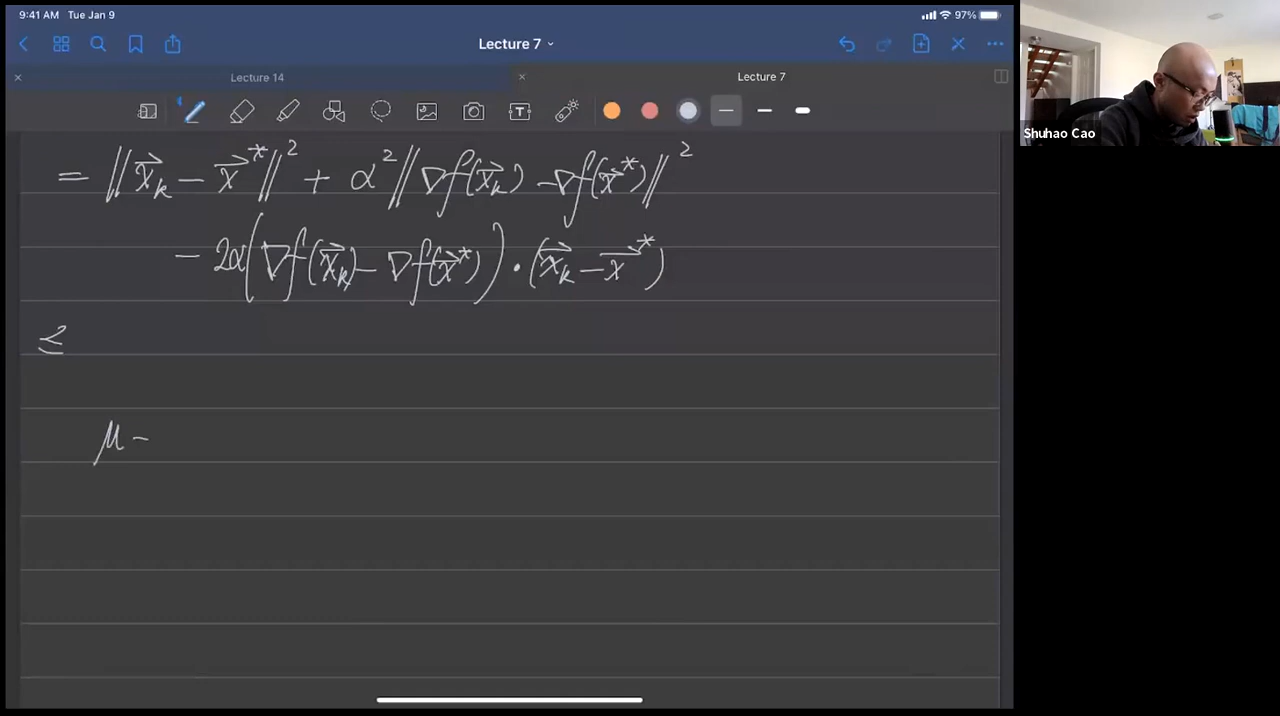 9:41 AM Tue Jan 9
97%
Lecture 7
Lecture 14
Lecture 7
= ‖x⃗ₖ − x⃗*‖² + α²‖∇f(x⃗ₖ) − ∇f(x⃗*)‖²
− 2α(∇f(x⃗ₖ) − ∇f(x⃗*)) · (x⃗ₖ − x⃗*)
≤
μ -
Shuhao Cao